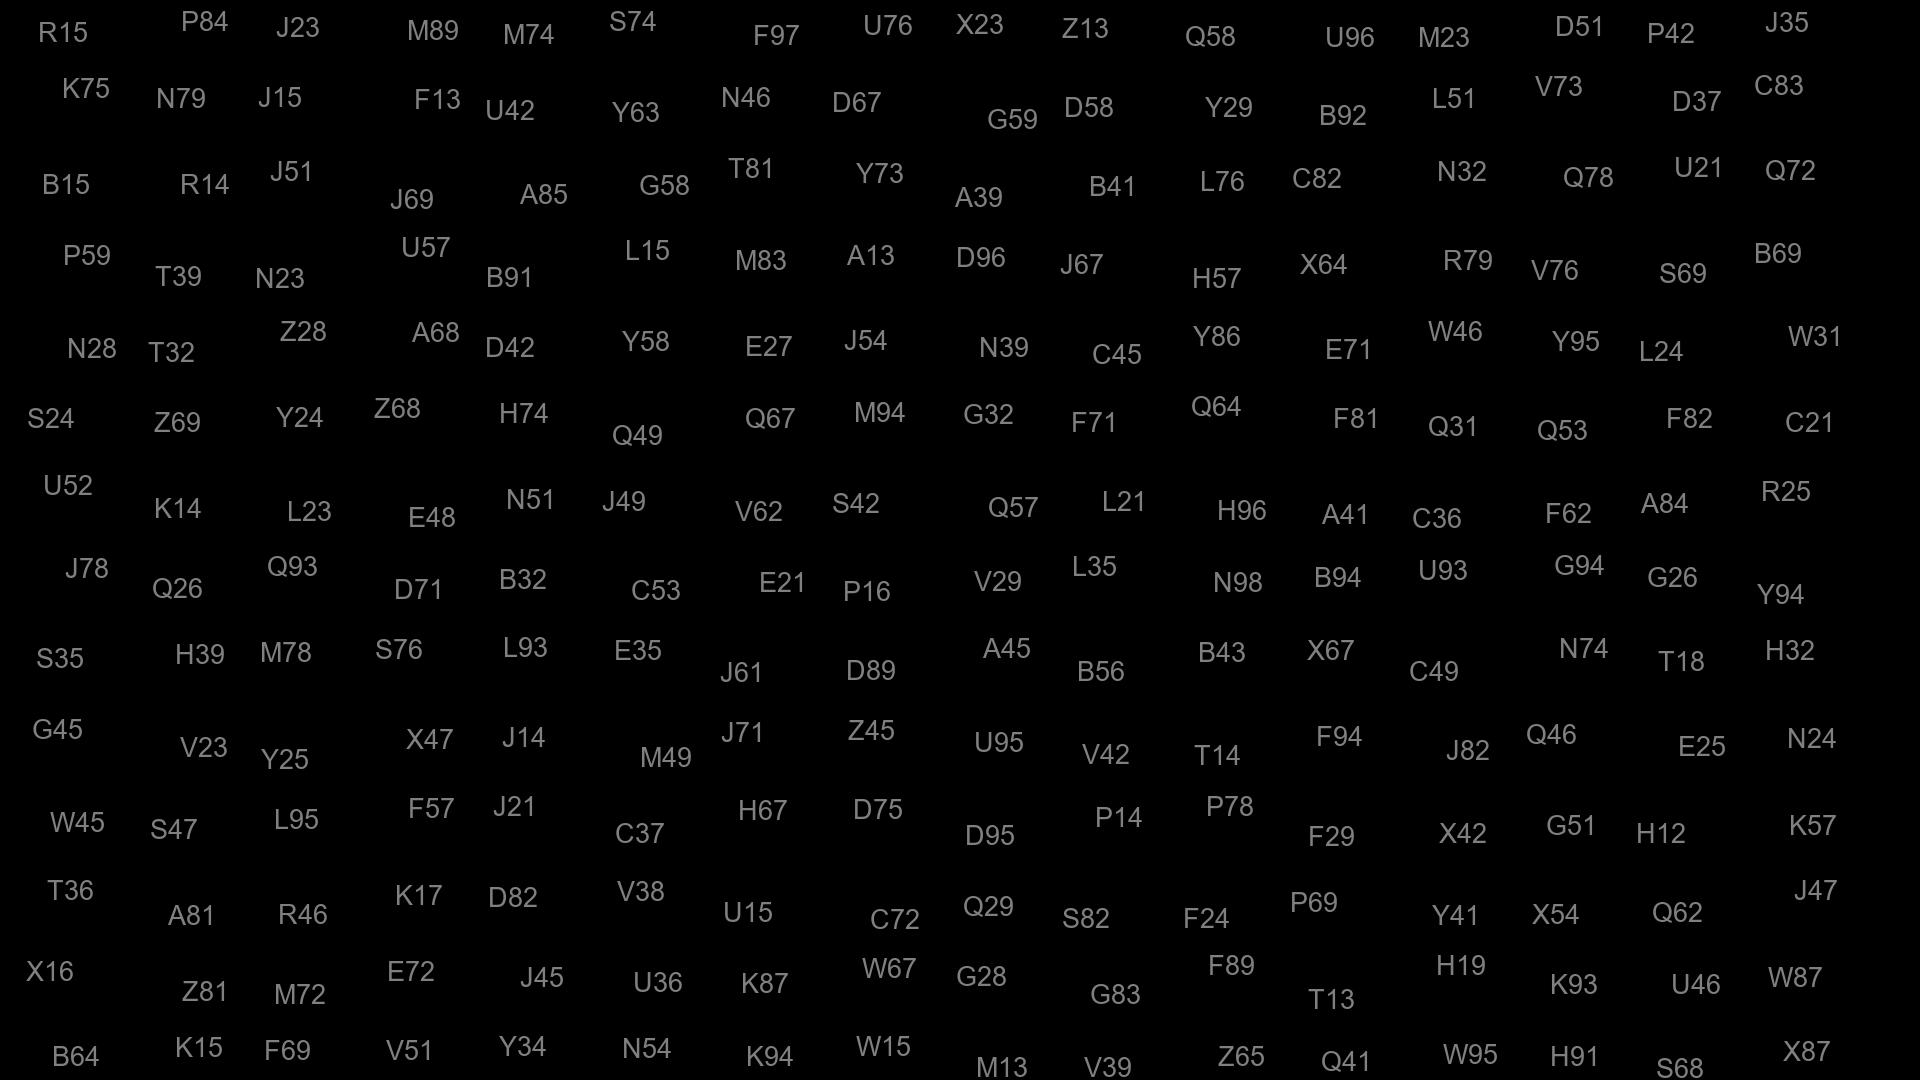 R15 P84 J23 M89 M74 S74 F97 U76 X23 Z13 Q58 U96 M23 D51 P42 J35
K75 N79 J15 F13 U42 Y63 N46 D67 G59 D58 Y29 B92 L51 V73 D37 C83
B15 R14 J51 J69 A85 G58 T81 Y73 A39 B41 L76 C82 N32 Q78 U21 Q72
P59 T39 N23 U57 B91 L15 M83 A13 D96 J67 H57 X64 R79 V76 S69 B69
N28 T32 Z28 A68 D42 Y58 E27 J54 N39 C45 Y86 E71 W46 Y95 L24 W31
S24 Z69 Y24 Z68 H74 Q49 Q67 M94 G32 F71 Q64 F81 Q31 Q53 F82 C21
U52 K14 L23 E48 N51 J49 V62 S42 Q57 L21 H96 A41 C36 F62 A84 R25
J78 Q26 Q93 D71 B32 C53 E21 P16 V29 L35 N98 B94 U93 G94 G26 Y94
S35 H39 M78 S76 L93 E35 J61 D89 A45 B56 B43 X67 C49 N74 T18 H32
G45 V23 Y25 X47 J14 M49 J71 Z45 U95 V42 T14 F94 J82 Q46 E25 N24
W45 S47 L95 F57 J21 C37 H67 D75 D95 P14 P78 F29 X42 G51 H12 K57
T36 A81 R46 K17 D82 V38 U15 C72 Q29 S82 F24 P69 Y41 X54 Q62 J47
X16 Z81 M72 E72 J45 U36 K87 W67 G28 G83 F89 T13 H19 K93 U46 W87
B64 K15 F69 V51 Y34 N54 K94 W15 M13 V39 Z65 Q41 W95 H91 S68 X87